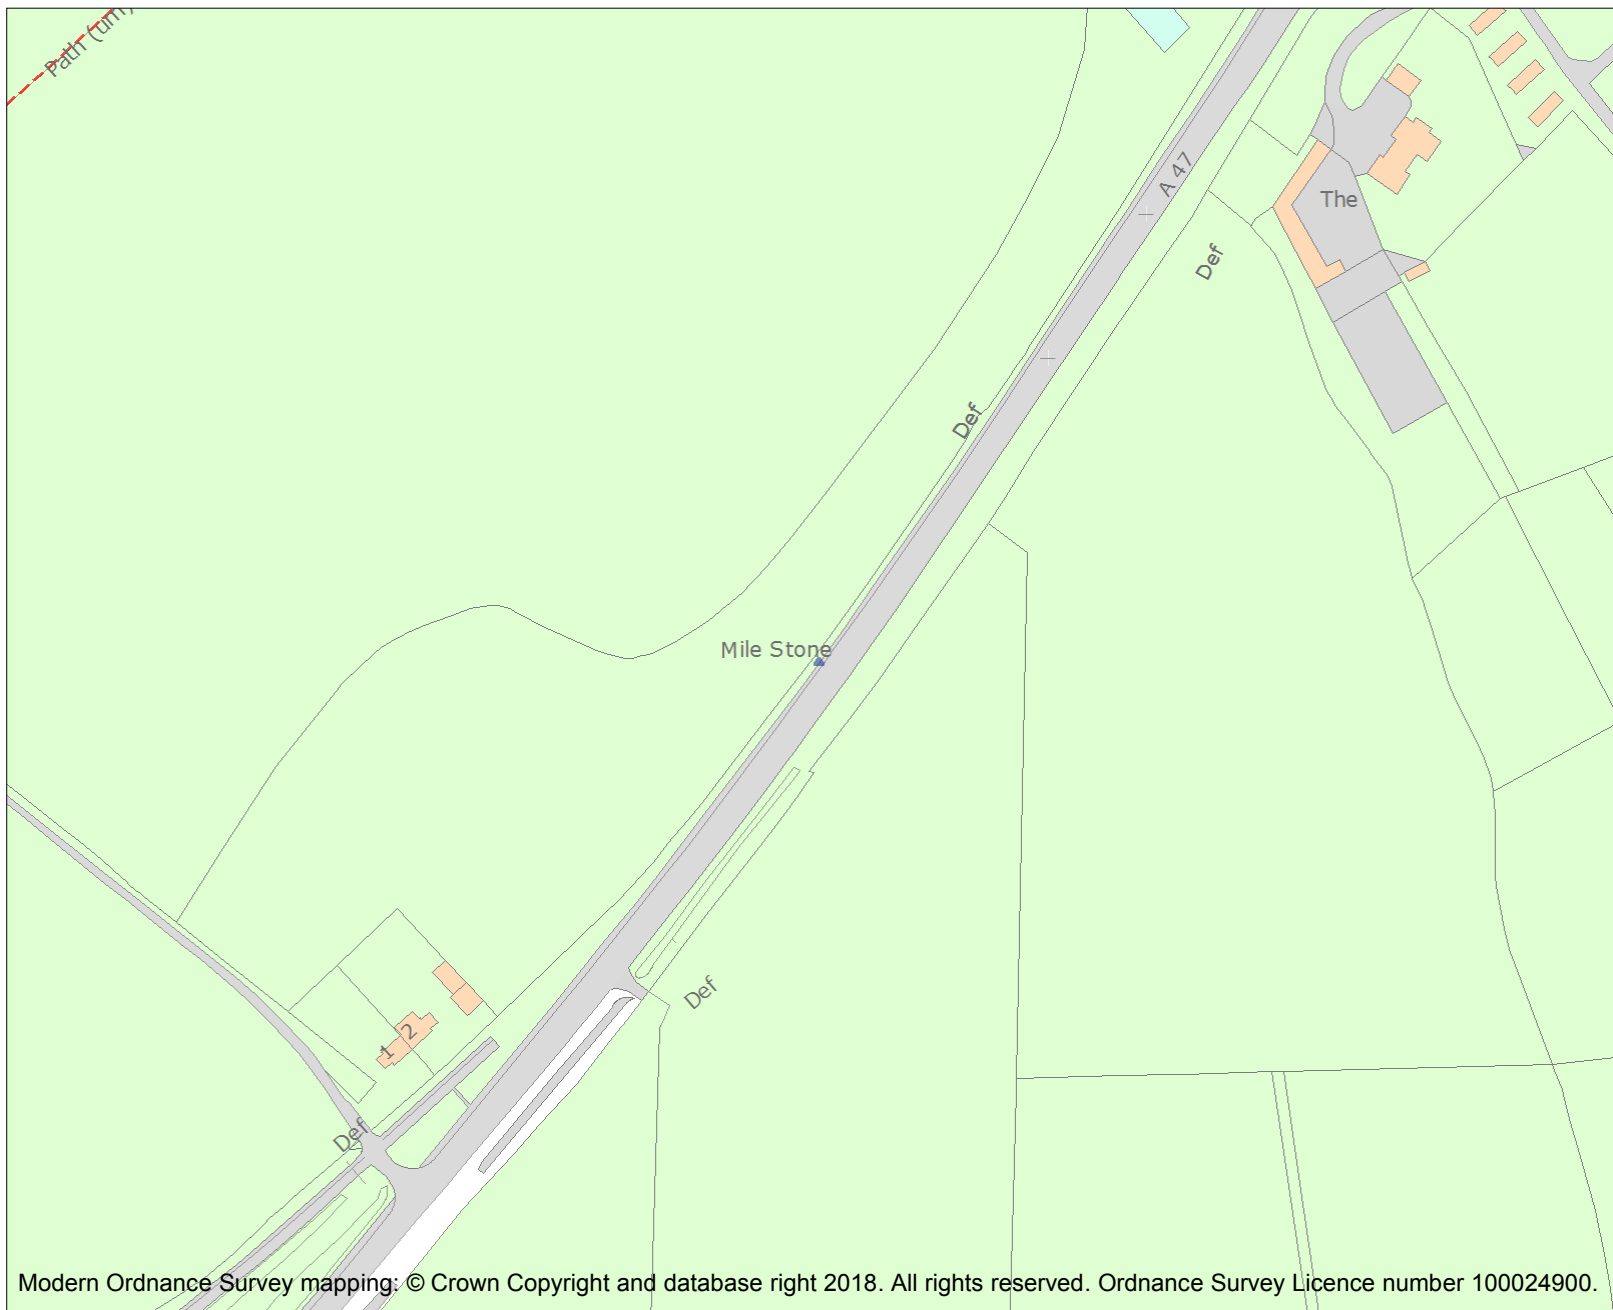 Path (um)
A 47
The
Def
Def
Mile Stone
Def
1 2
Def
Modern Ordnance Survey mapping: © Crown Copyright and database right 2018. All rights reserved. Ordnance Survey Licence number 100024900.